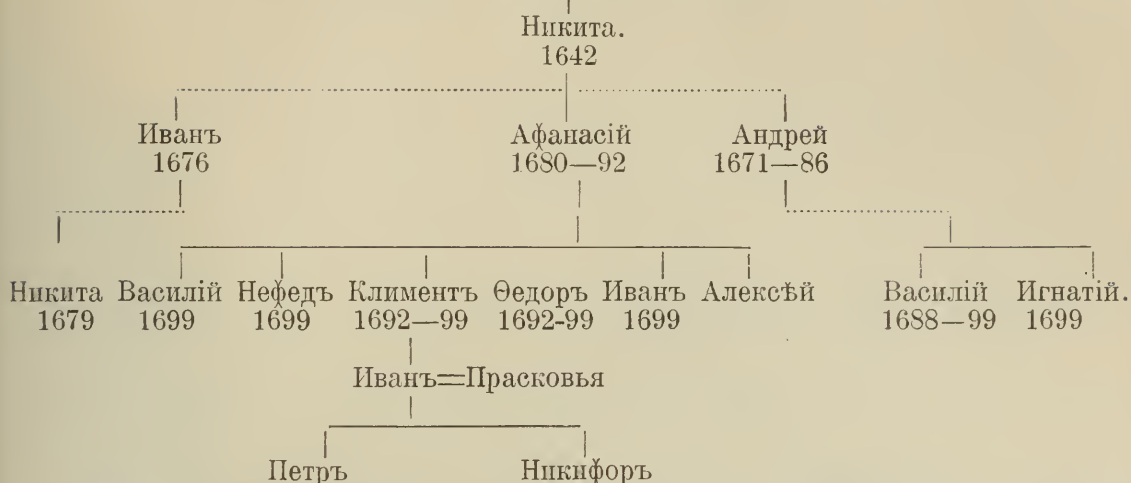 Никита.
1642
Иванъ Афанасій Андрей
1676 1680—92 1671—86
Никита Василій Нефедъ Климентъ Ѳедоръ Иванъ Алексѣй Василій Игнатій.
1679 1699 1699 1692—99 1692-99 1699 1688—99 1699
Иванъ=Прасковья
Петръ Никифоръ